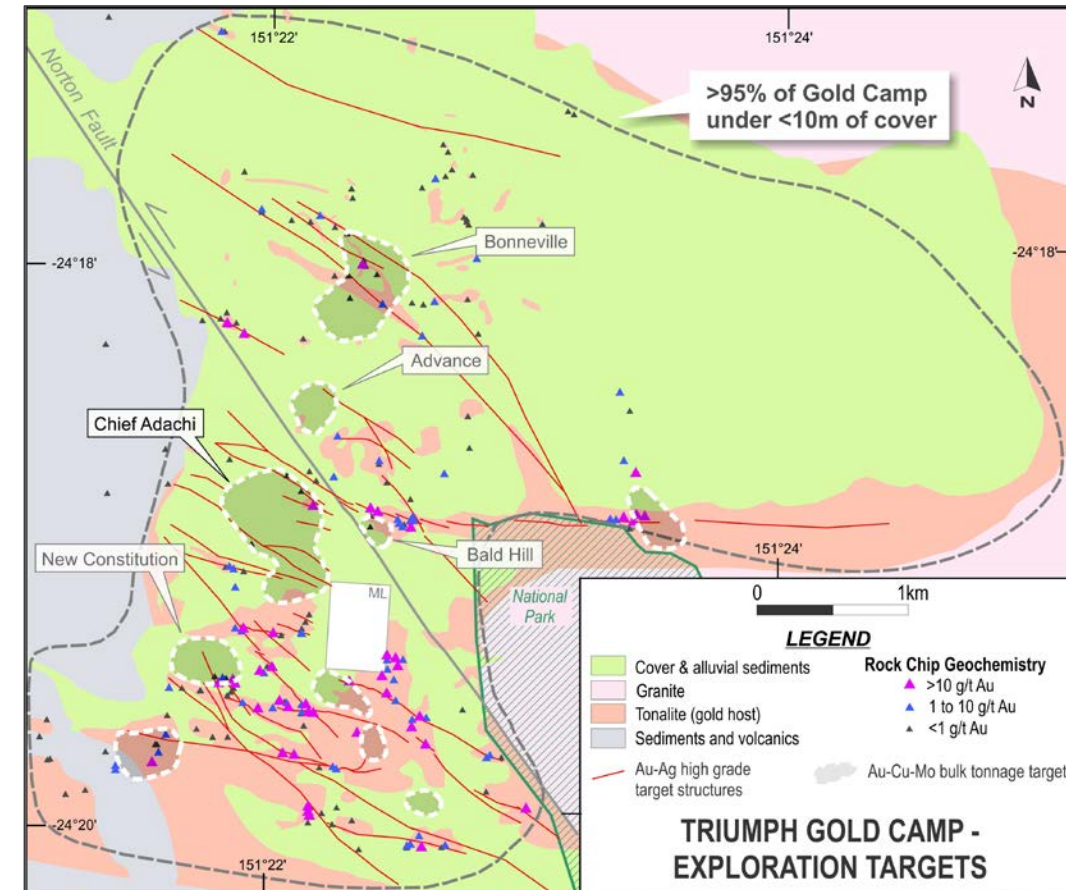 151°22'
151°24'
Norton Fault
>95% of Gold Camp
under <10m of cover
N
-24°18'
-24°18'
Bonneville
Advance
Chief Adachi
New Constitution
Bald Hill
ML
National
Park
151°24'
0 1km
LEGEND
Cover & alluvial sediments
Granite
Tonalite (gold host)
Sediments and volcanics
Au-Ag high grade
target structures
Rock Chip Geochemistry
>10 g/t Au
1 to 10 g/t Au
<1 g/t Au
Au-Cu-Mo bulk tonnage target
TRIUMPH GOLD CAMP -
EXPLORATION TARGETS
-24°20'
151°22'